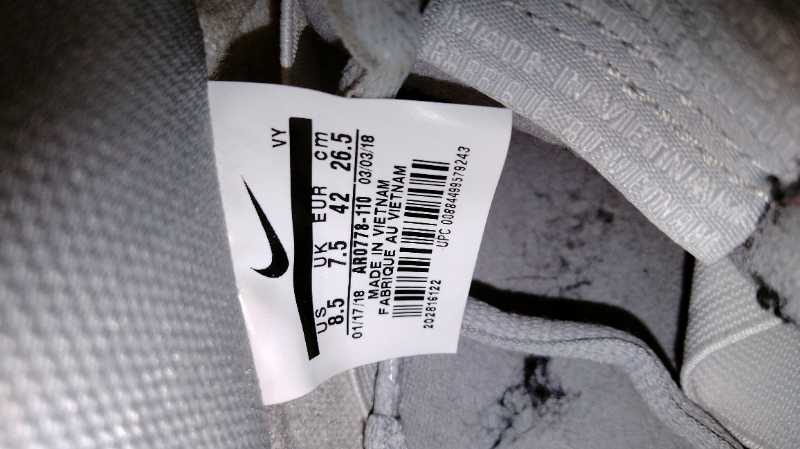 VY
US UK EUR cm
8.5 7.5 42 26.5
01/17/18 AR0778-110 03/03/18
MADE IN VIETNAM
FABRIQUE AU VIETNAM
UPC 00884499579243
202816122
MADE IN VIETNAM